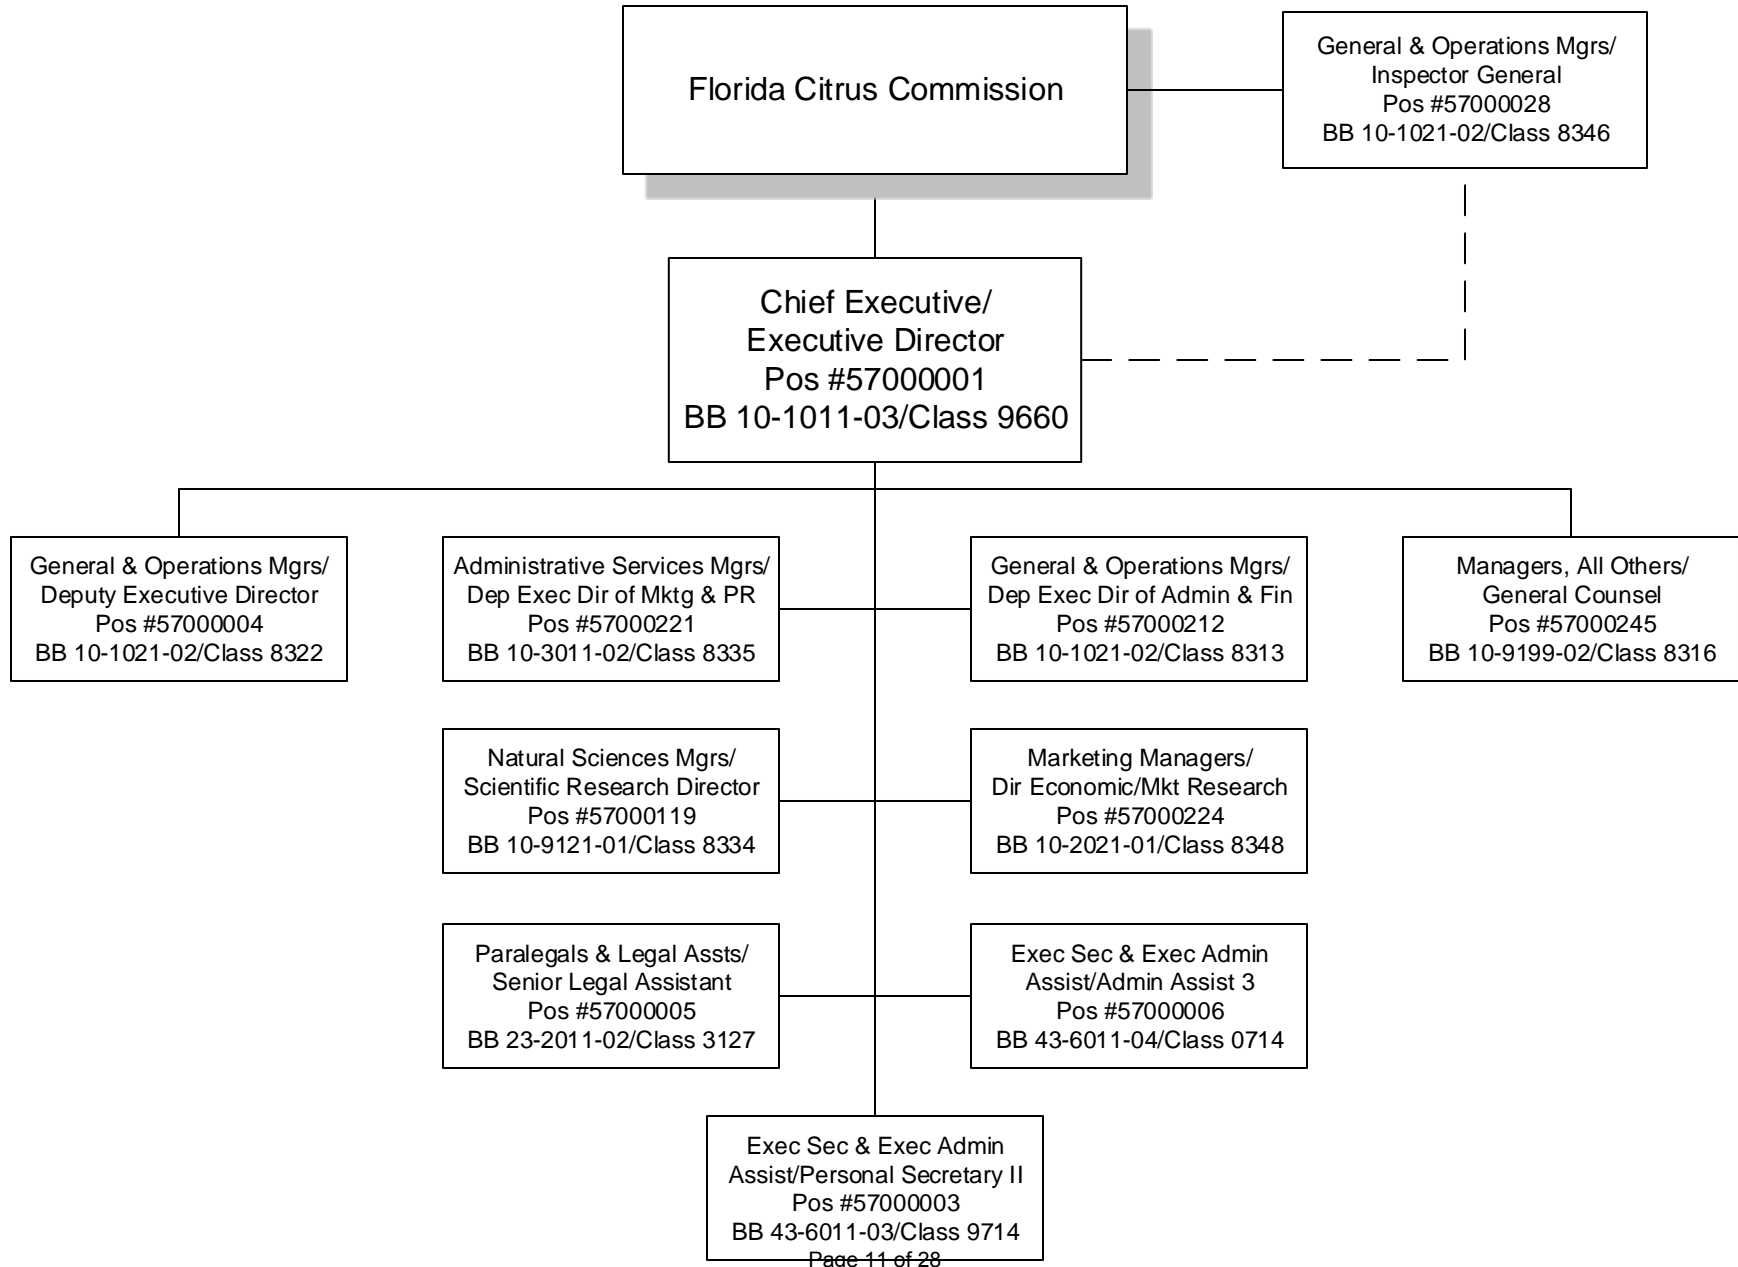 Florida Citrus Commission
General & Operations Mgrs/
Inspector General
Pos #57000028
BB 10-1021-02/Class 8346
Chief Executive/
Executive Director
Pos #57000001
BB 10-1011-03/Class 9660
General & Operations Mgrs/
Deputy Executive Director
Pos #57000004
BB 10-1021-02/Class 8322
Administrative Services Mgrs/
Dep Exec Dir of Mktg & PR
Pos #57000221
BB 10-3011-02/Class 8335
General & Operations Mgrs/
Dep Exec Dir of Admin & Fin
Pos #57000212
BB 10-1021-02/Class 8313
Managers, All Others/
General Counsel
Pos #57000245
BB 10-9199-02/Class 8316
Natural Sciences Mgrs/
Scientific Research Director
Pos #57000119
BB 10-9121-01/Class 8334
Marketing Managers/
Dir Economic/Mkt Research
Pos #57000224
BB 10-2021-01/Class 8348
Paralegals & Legal Assts/
Senior Legal Assistant
Pos #57000005
BB 23-2011-02/Class 3127
Exec Sec & Exec Admin
Assist/Admin Assist 3
Pos #57000006
BB 43-6011-04/Class 0714
Exec Sec & Exec Admin
Assist/Personal Secretary II
Pos #57000003
BB 43-6011-03/Class 9714
Page 11 of 28